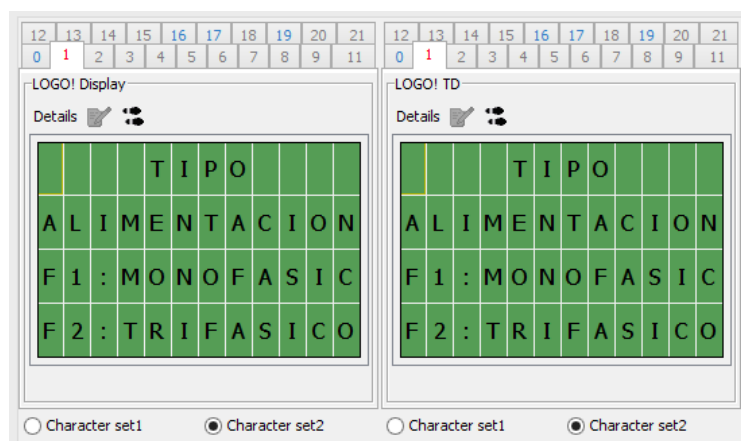 12 13 14 15 16 17 18 19 20 21
0 1 2 3 4 5 6 7 8 9 11
LOGO! Display
Details
TIPO
ALIMENTACION
F1:MONOFASIC
F2:TRIFASICO
Character set1 Character set2
12 13 14 15 16 17 18 19 20 21
0 1 2 3 4 5 6 7 8 9 11
LOGO! TD
Details
TIPO
ALIMENTACION
F1:MONOFASIC
F2:TRIFASICO
Character set1 Character set2